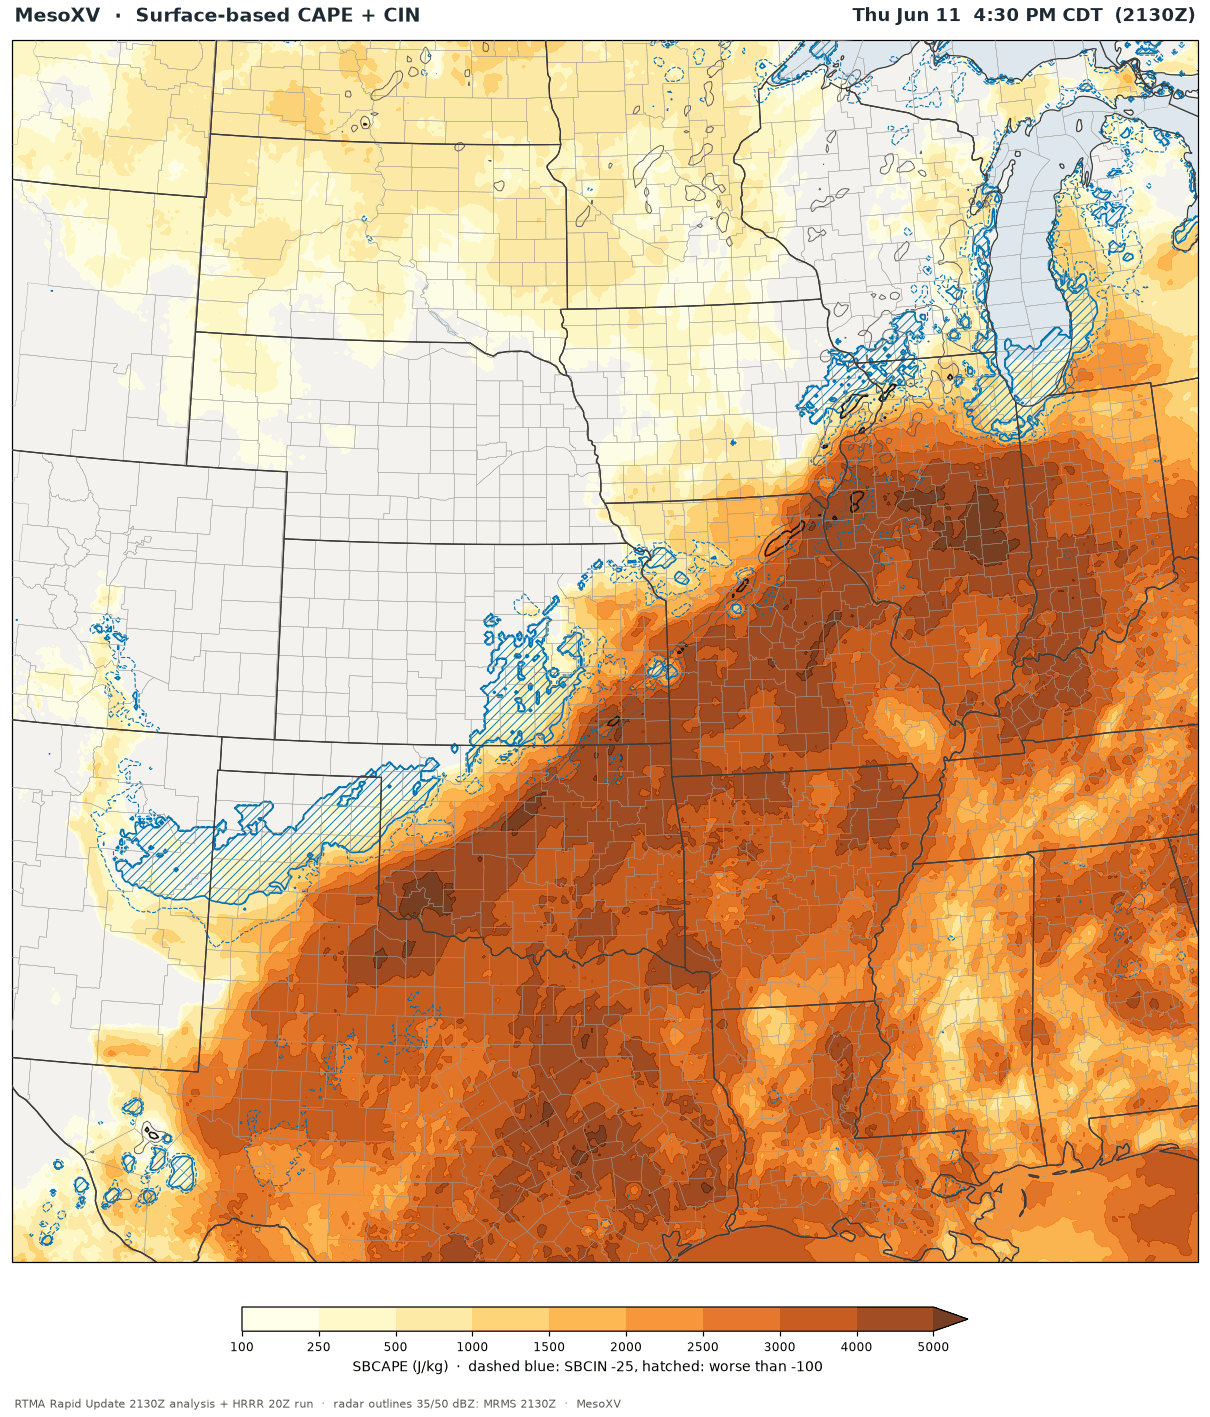 MesoXV · Surface-based CAPE + CIN
Thu Jun 11 4:30 PM CDT (2130Z)
100 250 500 1000 1500 2000 2500 3000 4000 5000
SBCAPE (J/kg) · dashed blue: SBCIN -25, hatched: worse than -100
RTMA Rapid Update 2130Z analysis + HRRR 20Z run · radar outlines 35/50 dBZ: MRMS 2130Z · MesoXV